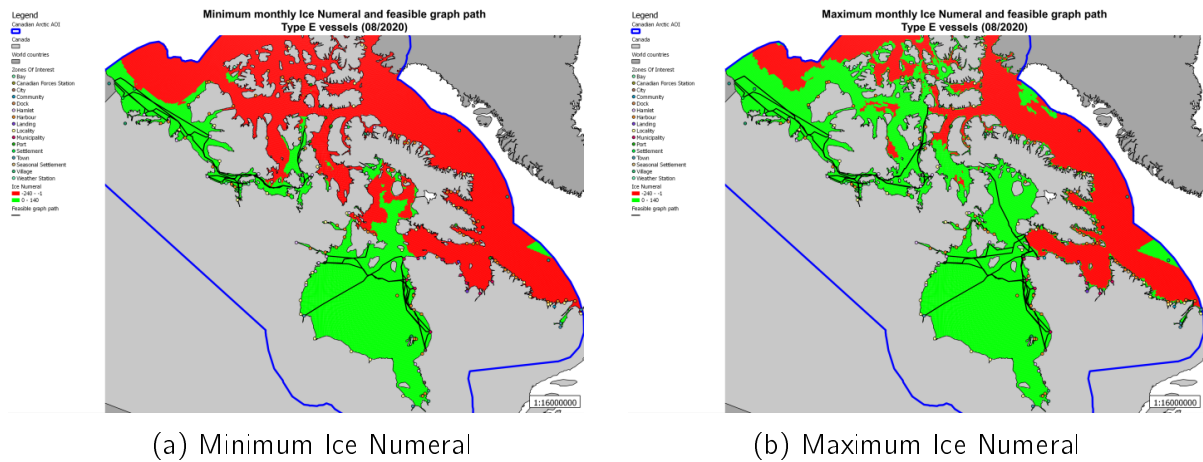 Legend
Canadian Arctic AOI
Canada
World countries
Zones Of Interest
Bay
Canadian Forces Station
City
Community
Dock
Hamlet
Harbour
Landing
Locality
Municipality
Port
Settlement
Town
Seasonal Settlement
Village
Weather Station
Ice Numeral
-248 - -1
0 - 140
Feasible graph path
Minimum monthly Ice Numeral and feasible graph path
Type E vessels (08/2020)
1:16000000
(a) Minimum Ice Numeral
Legend
Canadian Arctic AOI
Canada
World countries
Zones Of Interest
Bay
Canadian Forces Station
City
Community
Dock
Hamlet
Harbour
Landing
Locality
Municipality
Port
Settlement
Town
Seasonal Settlement
Village
Weather Station
Ice Numeral
-248 - -1
0 - 140
Feasible graph path
Maximum monthly Ice Numeral and feasible graph path
Type E vessels (08/2020)
1:16000000
(b) Maximum Ice Numeral